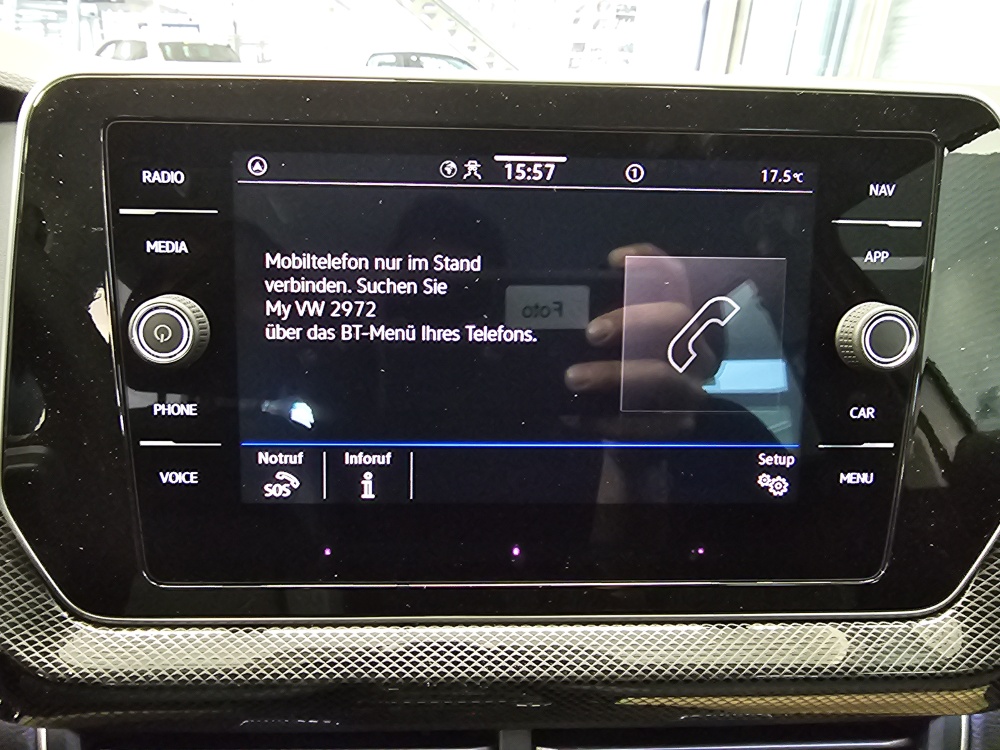 RADIO
MEDIA
PHONE
VOICE
15:57
1
17.5°C
Mobiltelefon nur im Stand
verbinden. Suchen Sie
My VW 2972
über das BT-Menü Ihres Telefons.
Foto
Notruf
SOS
Inforuf
i
Setup
NAV
APP
CAR
MENU